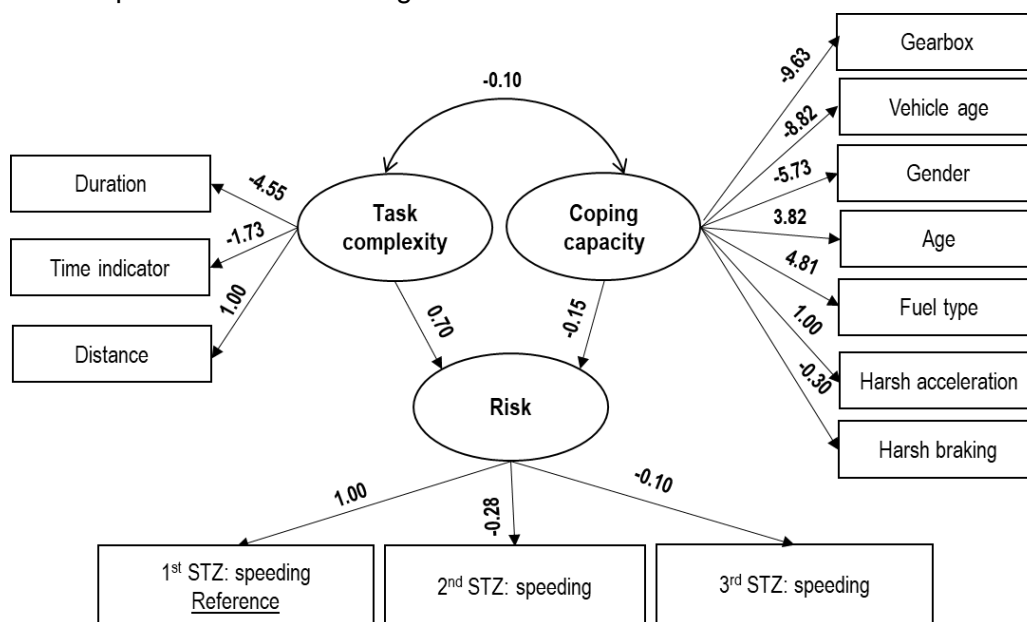 -0.10
Gearbox
-9.63
Vehicle age
-8.82
Duration
-4.55
Gender
-5.73
Task
complexity
Coping
capacity
3.82
Age
Time indicator
-1.73
4.81
Fuel type
Distance
1.00
0.70
-0.15
1.00
Harsh acceleration
-0.30
Risk
Harsh braking
1.00
-0.28
-0.10
1st STZ: speeding
Reference
2nd STZ: speeding
3rd STZ: speeding